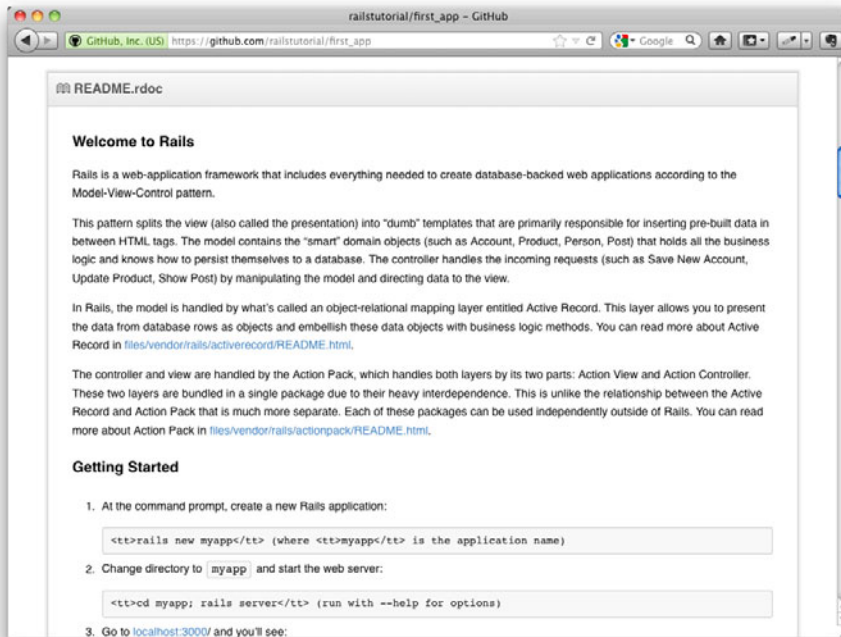 railstutorial/first_app – GitHub
GitHub, Inc. (US) https://github.com/railstutorial/first_app
Google
README.rdoc
Welcome to Rails
Rails is a web-application framework that includes everything needed to create database-backed web applications according to the
Model-View-Control pattern.
This pattern splits the view (also called the presentation) into “dumb” templates that are primarily responsible for inserting pre-built data in
between HTML tags. The model contains the “smart” domain objects (such as Account, Product, Person, Post) that holds all the business
logic and knows how to persist themselves to a database. The controller handles the incoming requests (such as Save New Account,
Update Product, Show Post) by manipulating the model and directing data to the view.
In Rails, the model is handled by what’s called an object-relational mapping layer entitled Active Record. This layer allows you to present
the data from database rows as objects and embellish these data objects with business logic methods. You can read more about Active
Record in files/vendor/rails/activerecord/README.html.
The controller and view are handled by the Action Pack, which handles both layers by its two parts: Action View and Action Controller.
These two layers are bundled in a single package due to their heavy interdependence. This is unlike the relationship between the Active
Record and Action Pack that is much more separate. Each of these packages can be used independently outside of Rails. You can read
more about Action Pack in files/vendor/rails/actionpack/README.html.
Getting Started
1. At the command prompt, create a new Rails application:
<tt>rails new myapp</tt> (where <tt>myapp</tt> is the application name)
2. Change directory to myapp and start the web server:
<tt>cd myapp; rails server</tt> (run with --help for options)
3. Go to localhost:3000/ and you’ll see: